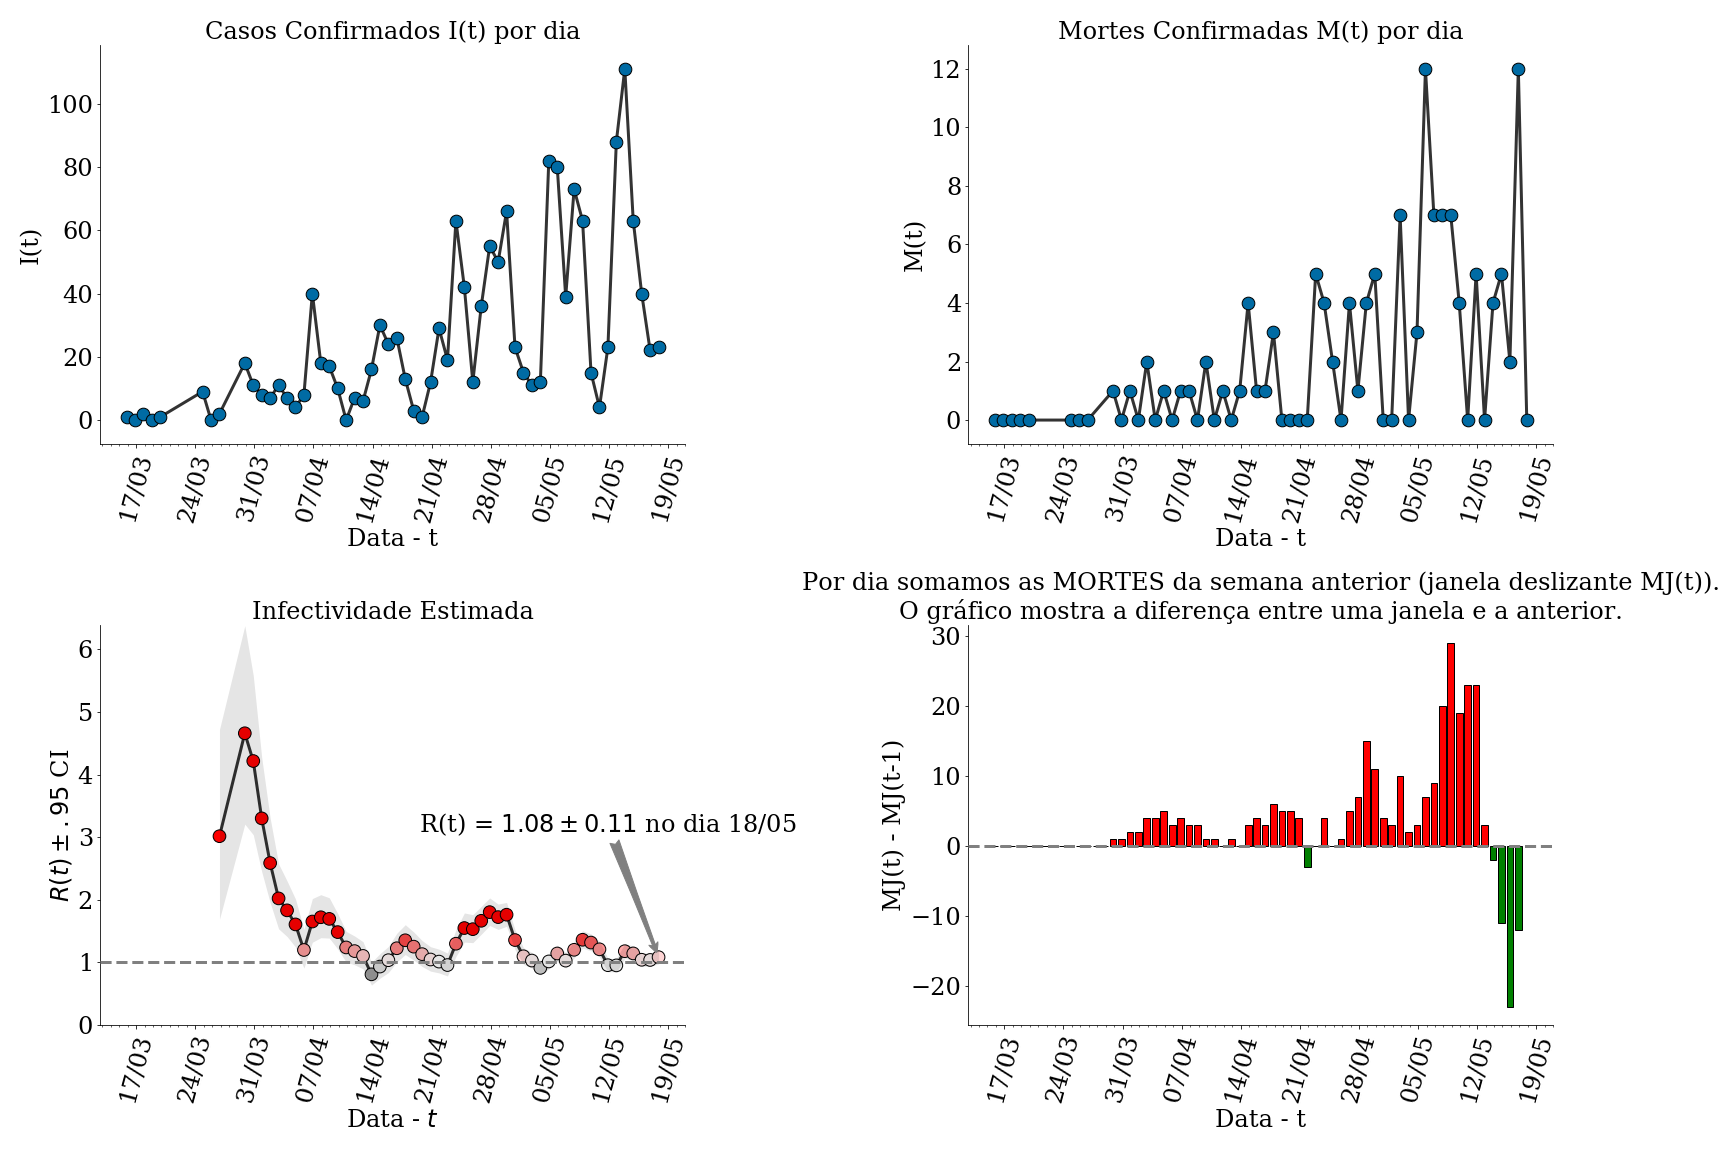 Casos Confirmados I(t) por dia
I(t)
100
80
60
40
20
0
17/03 24/03 31/03 07/04 14/04 21/04 28/04 05/05 12/05 19/05
Data - t
Mortes Confirmadas M(t) por dia
M(t)
12
10
8
6
4
2
0
17/03 24/03 31/03 07/04 14/04 21/04 28/04 05/05 12/05 19/05
Data - t
Infectividade Estimada
R(t) ± .95 CI
6
5
4
3
2
1
0
R(t) = 1.08 ± 0.11 no dia 18/05
17/03 24/03 31/03 07/04 14/04 21/04 28/04 05/05 12/05 19/05
Data - t
Por dia somamos as MORTES da semana anterior (janela deslizante MJ(t)).
O gráfico mostra a diferença entre uma janela e a anterior.
MJ(t) - MJ(t-1)
30
20
10
0
−10
−20
17/03 24/03 31/03 07/04 14/04 21/04 28/04 05/05 12/05 19/05
Data - t